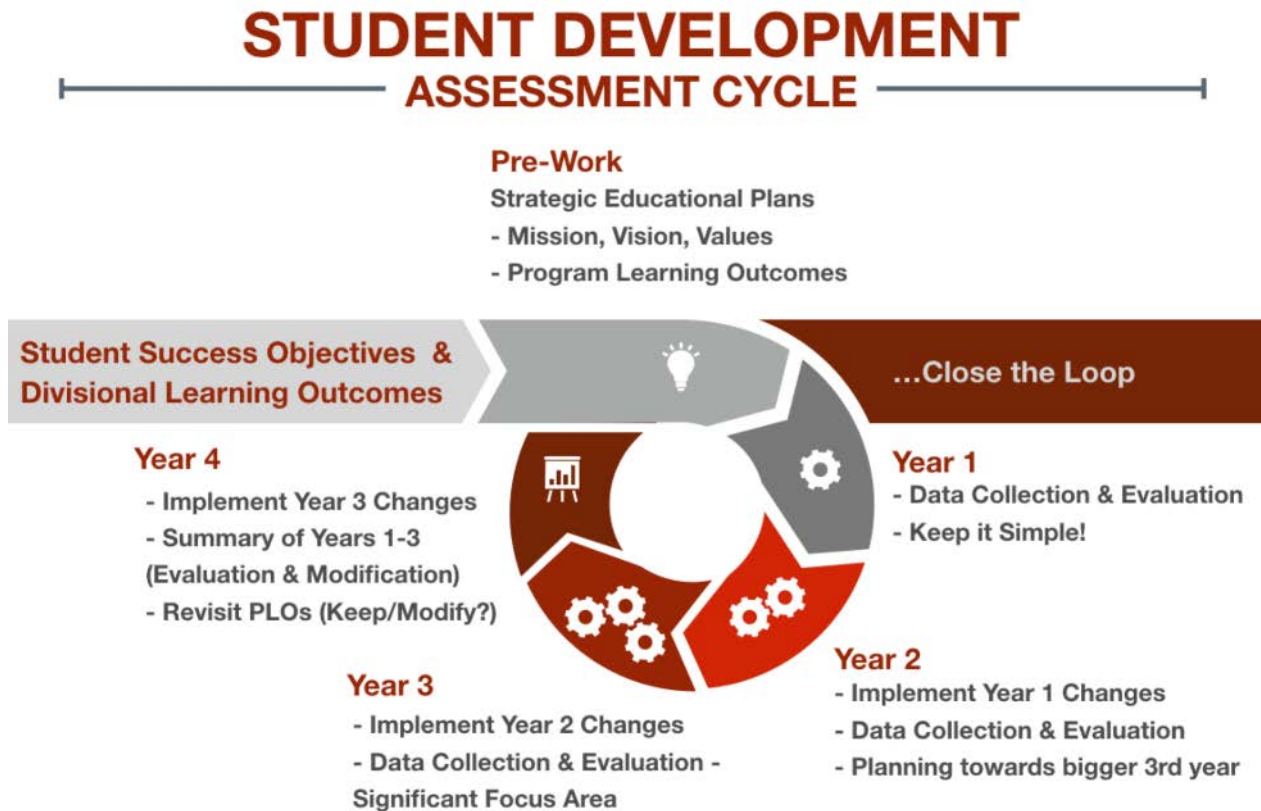 STUDENT DEVELOPMENT
ASSESSMENT CYCLE
Pre-Work
Strategic Educational Plans
- Mission, Vision, Values
- Program Learning Outcomes
Student Success Objectives &
Divisional Learning Outcomes
...Close the Loop
Year 1
- Data Collection & Evaluation
- Keep it Simple!
Year 2
- Implement Year 1 Changes
- Data Collection & Evaluation
- Planning towards bigger 3rd year
Year 3
- Implement Year 2 Changes
- Data Collection & Evaluation -
Significant Focus Area
Year 4
- Implement Year 3 Changes
- Summary of Years 1-3
(Evaluation & Modification)
- Revisit PLOs (Keep/Modify?)